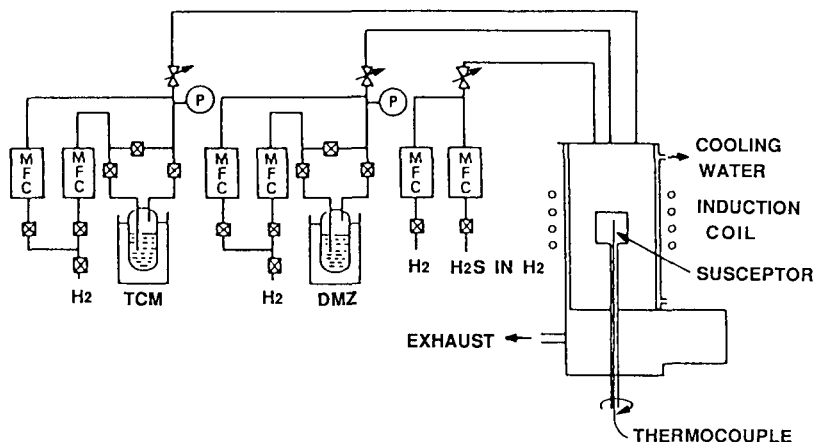 P
P
MFC
MFC
MFC
MFC
MFC
MFC
COOLING
WATER
INDUCTION
COIL
SUSCEPTOR
H2
TCM
H2
DMZ
H2
H2S IN H2
EXHAUST
THERMOCOUPLE